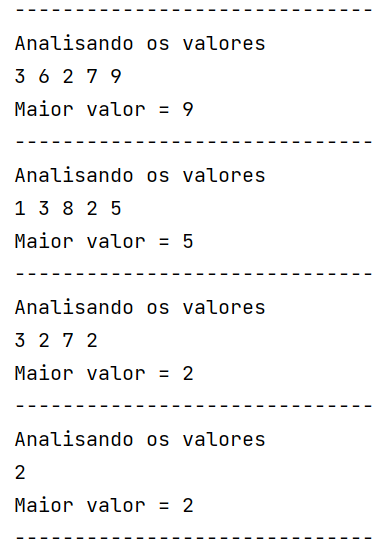 ------------------------------
Analisando os valores
3 6 2 7 9
Maior valor = 9
------------------------------
Analisando os valores
1 3 8 2 5
Maior valor = 5
------------------------------
Analisando os valores
3 2 7 2
Maior valor = 2
------------------------------
Analisando os valores
2
Maior valor = 2
------------------------------